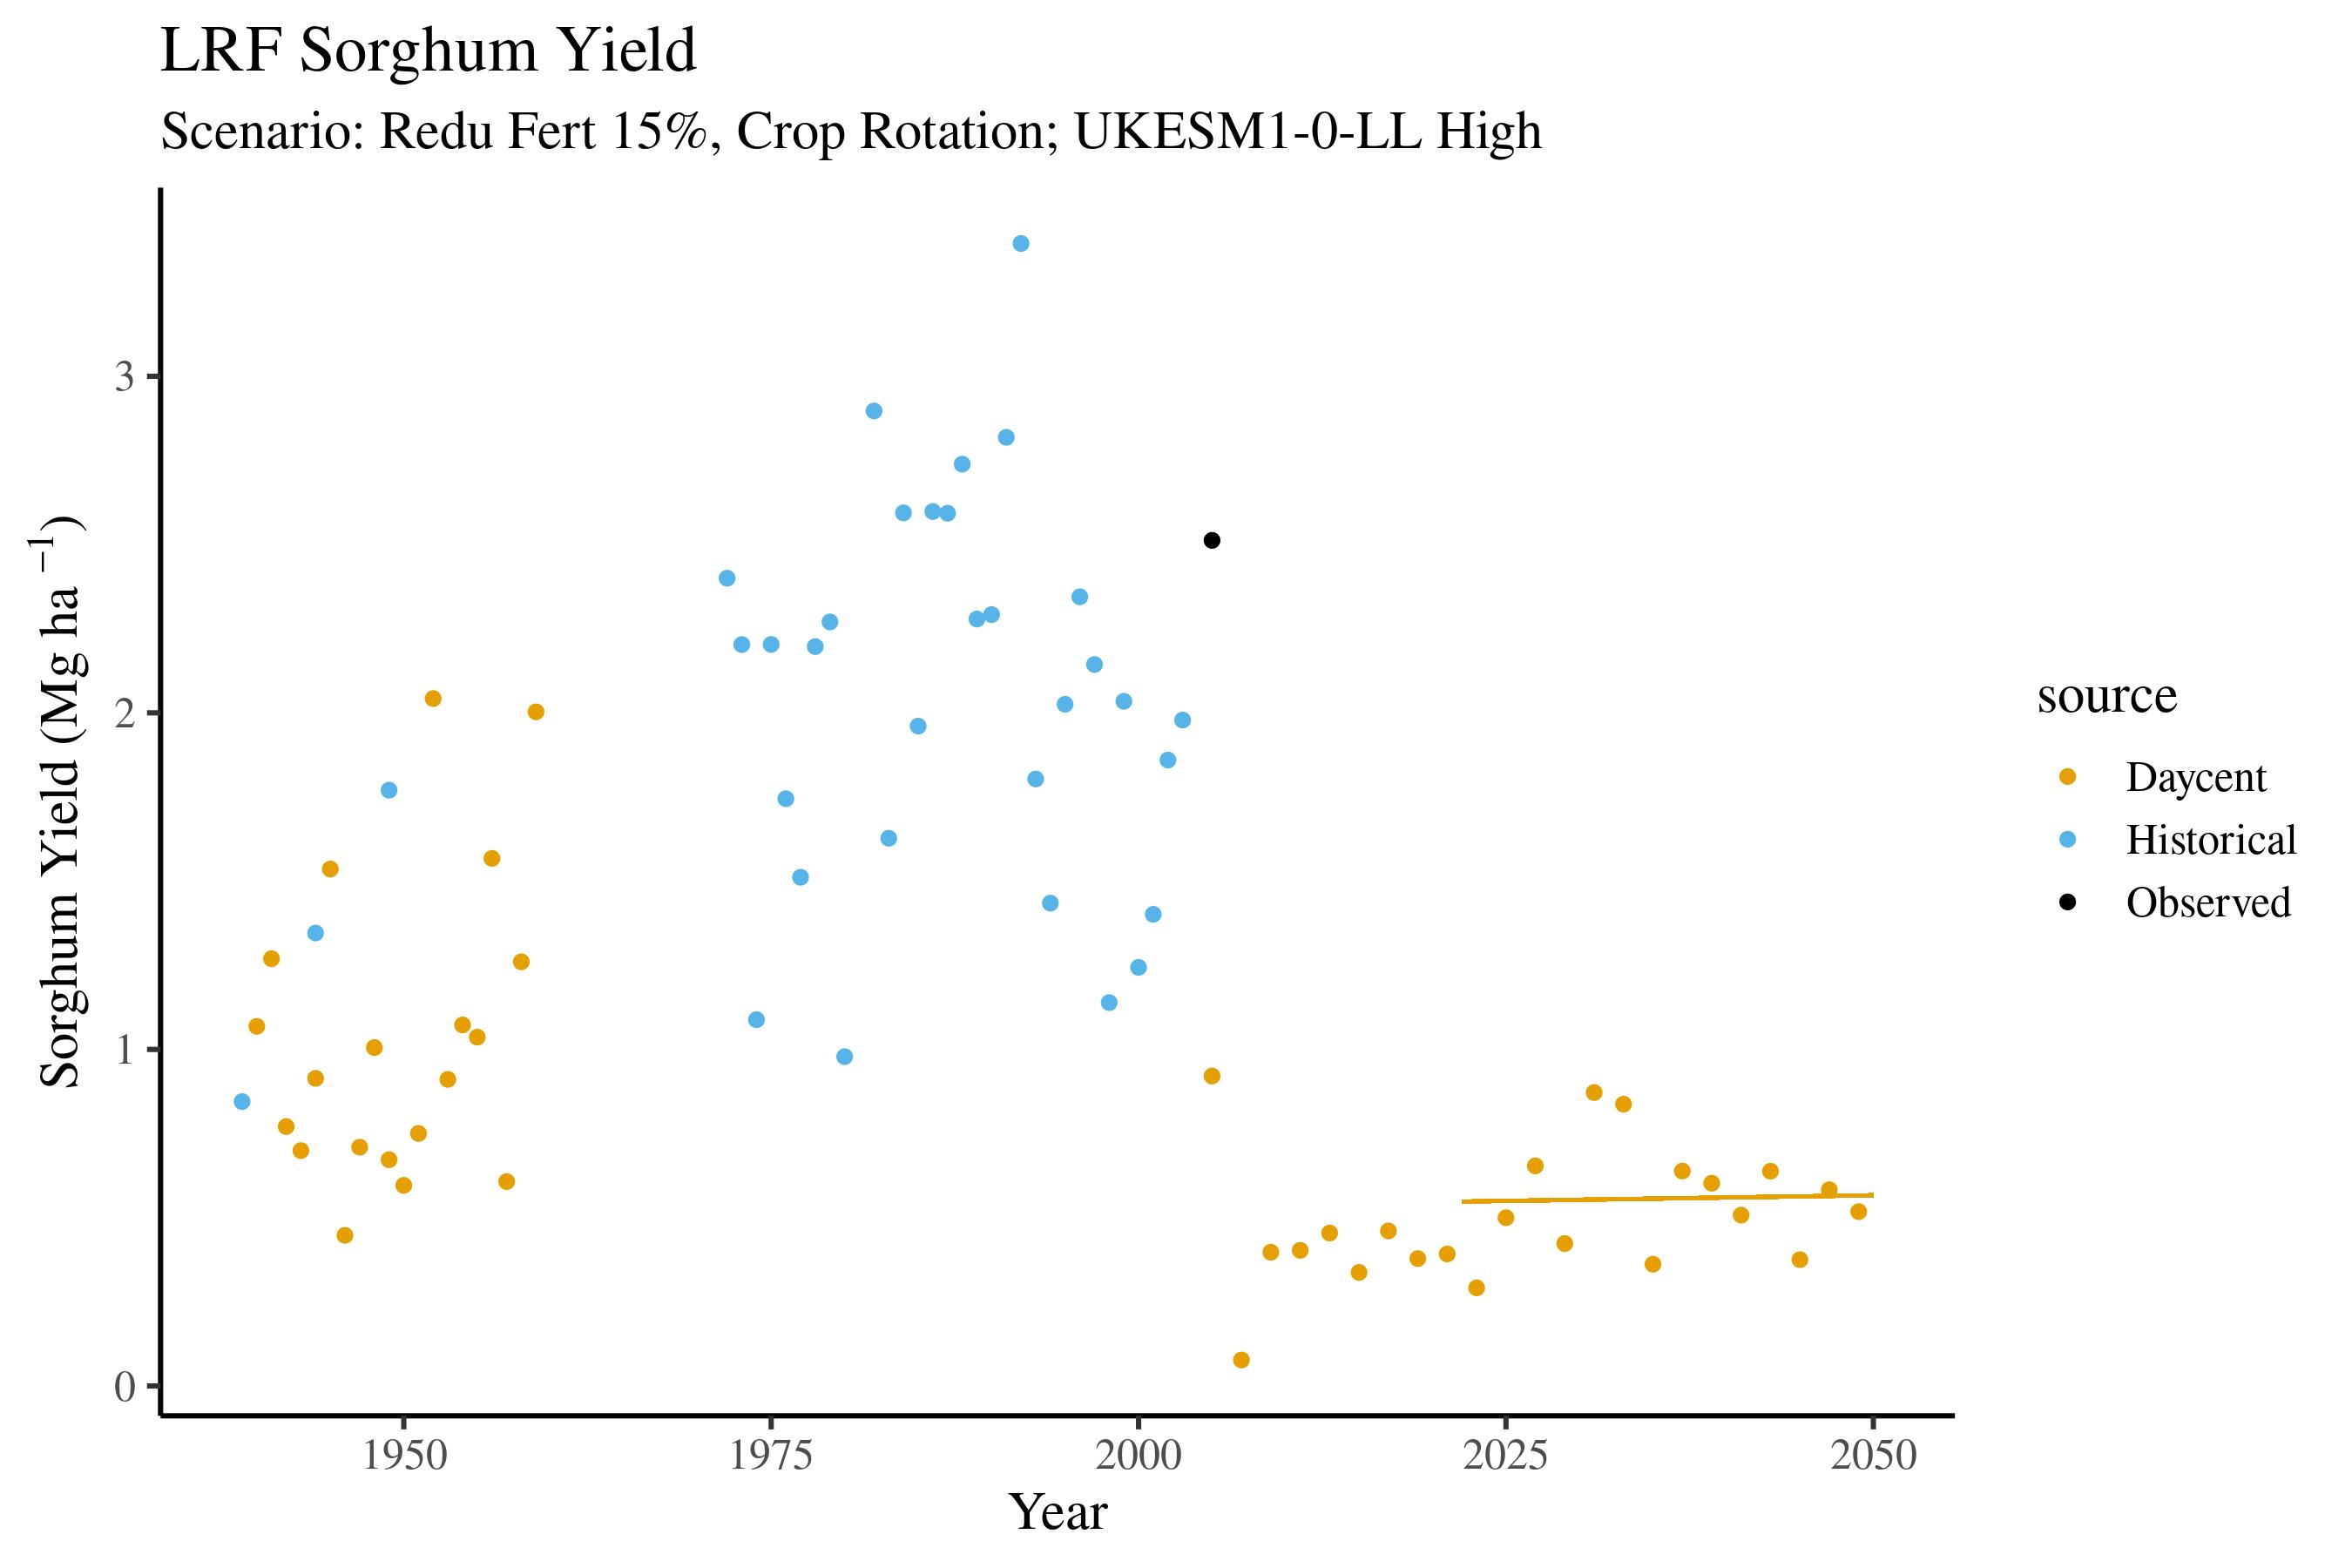 LRF Sorghum Yield
Scenario: Redu Fert 15%, Crop Rotation; UKESM1-0-LL High
Sorghum Yield (Mg ha −1)
3
2
1
0
1950
1975
2000
2025
2050
Year
source
Daycent
Historical
Observed